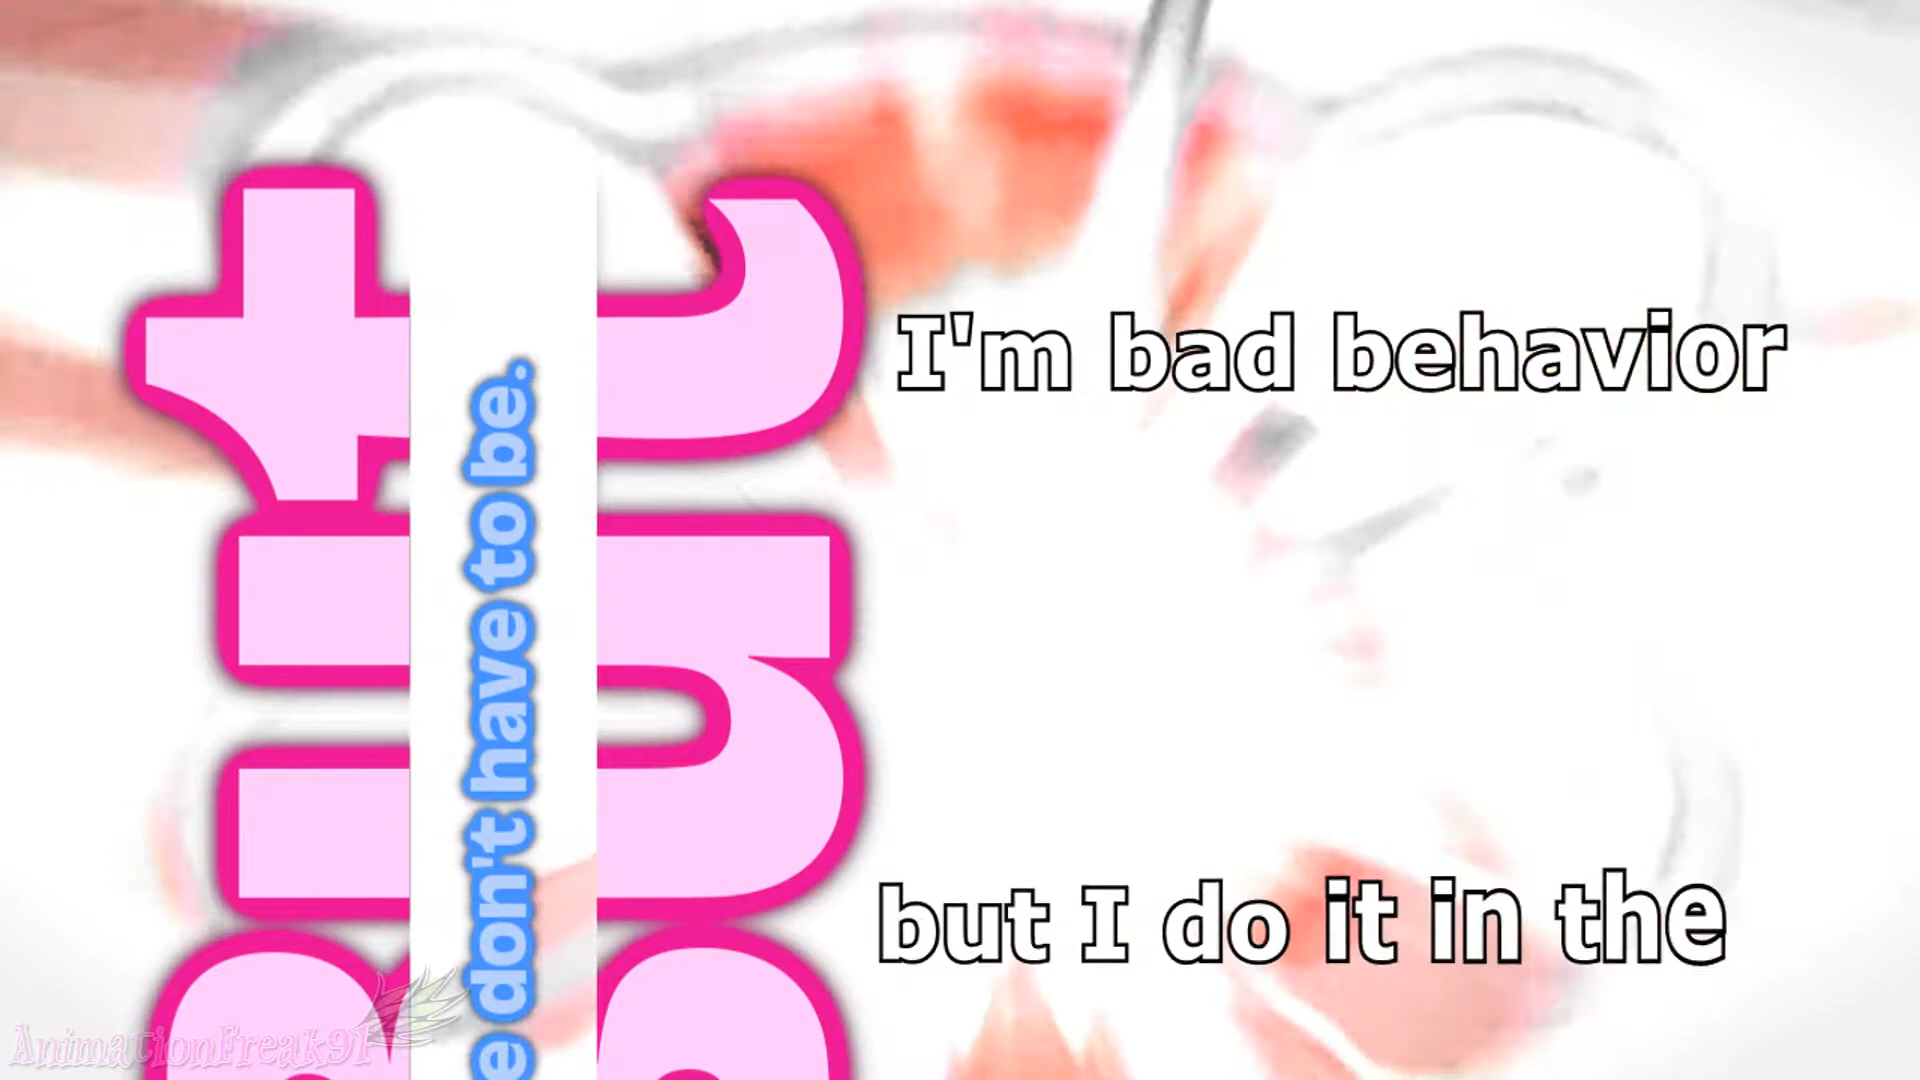 don't have to be.
I'm bad behavior
but I do it in the
AnimationFreak91